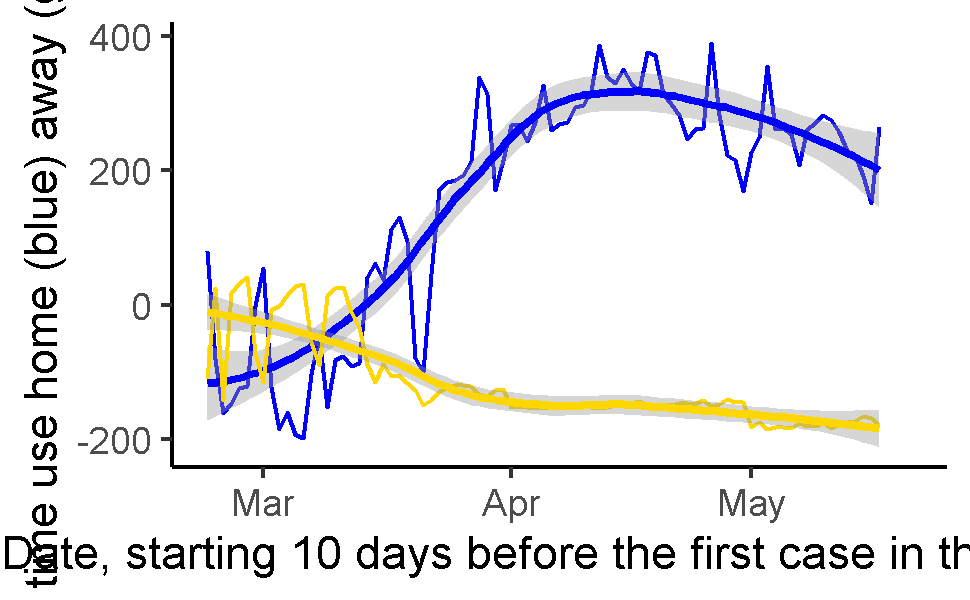 time use home (blue) away (
400
200
0
-200
Mar Apr May
Date, starting 10 days before the first case in th